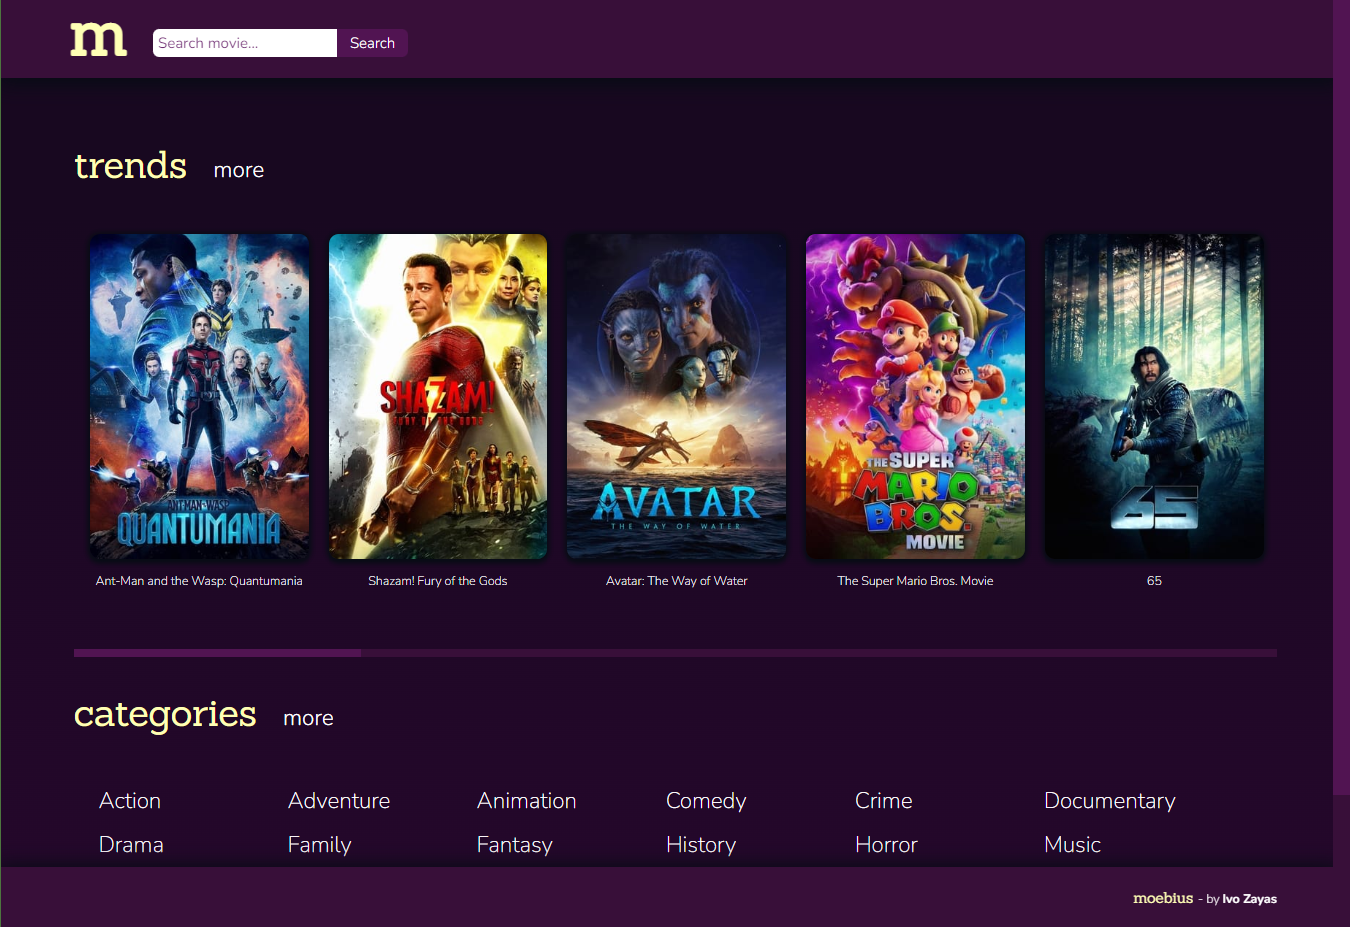 m
Search movie...
Search
trends more
ANT-MAN AND THE WASP
QUANTUMANIA
SHAZAM!
FURY OF THE GODS
AVATAR
THE WAY OF WATER
THE SUPER
MARIO
BROS.
MOVIE
65
Ant-Man and the Wasp: Quantumania
Shazam! Fury of the Gods
Avatar: The Way of Water
The Super Mario Bros. Movie
65
categories more
Action Adventure Animation Comedy Crime Documentary
Drama Family Fantasy History Horror Music
moebius - by Ivo Zayas